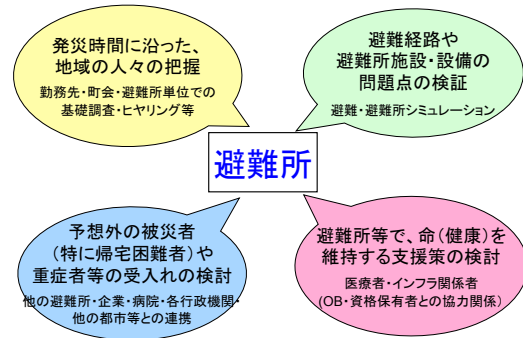 発災時間に沿った、
地域の人々の把握
勤務先・町会・避難所単位での
基礎調査・ヒヤリング等
避難経路や
避難所施設・設備の
問題点の検証
避難・避難所シミュレーション
避難所
予想外の被災者
(特に帰宅困難者)や
重症者等の受入れの検討
他の避難所・企業・病院・各行政機関・
他の都市等との連携
避難所等で、命(健康)を
維持する支援策の検討
医療者・インフラ関係者
(OB・資格保有者との協力関係)